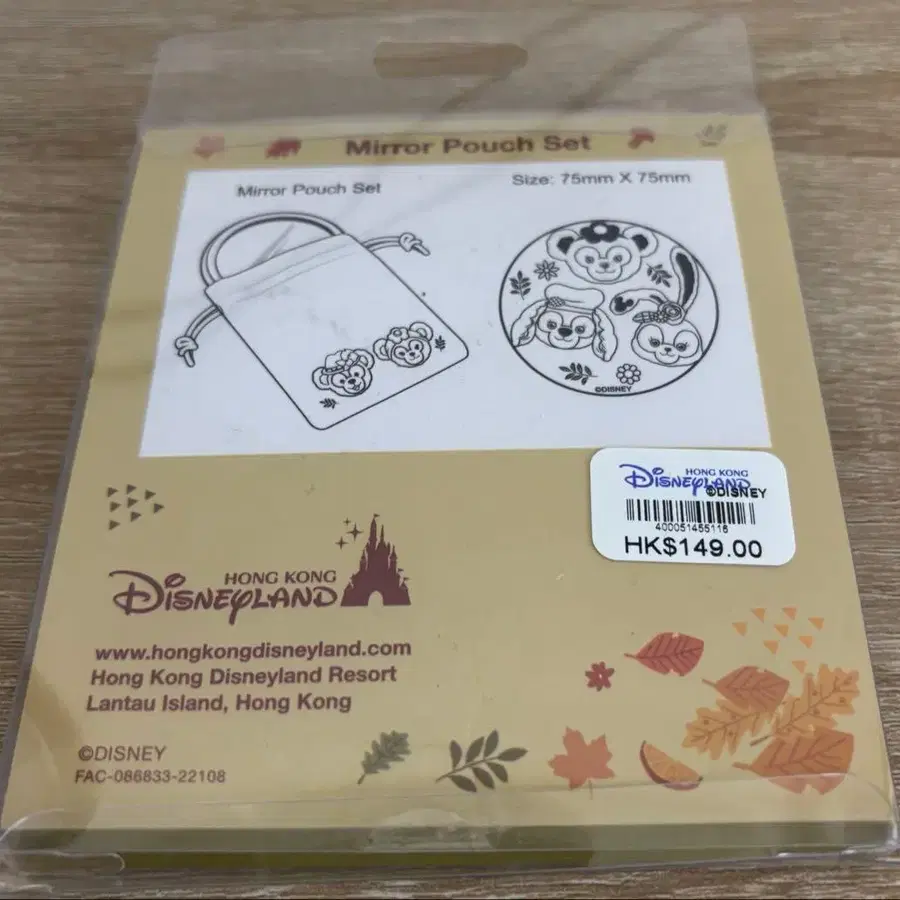 Mirror Pouch Set
Mirror Pouch Set
Size: 75mm X 75mm
©DISNEY
HONG KONG
DISNEYLAND
©DISNEY
400051455116
HK$149.00
HONG KONG
DISNEYLAND
www.hongkongdisneyland.com
Hong Kong Disneyland Resort
Lantau Island, Hong Kong
©DISNEY
FAC-086833-22108